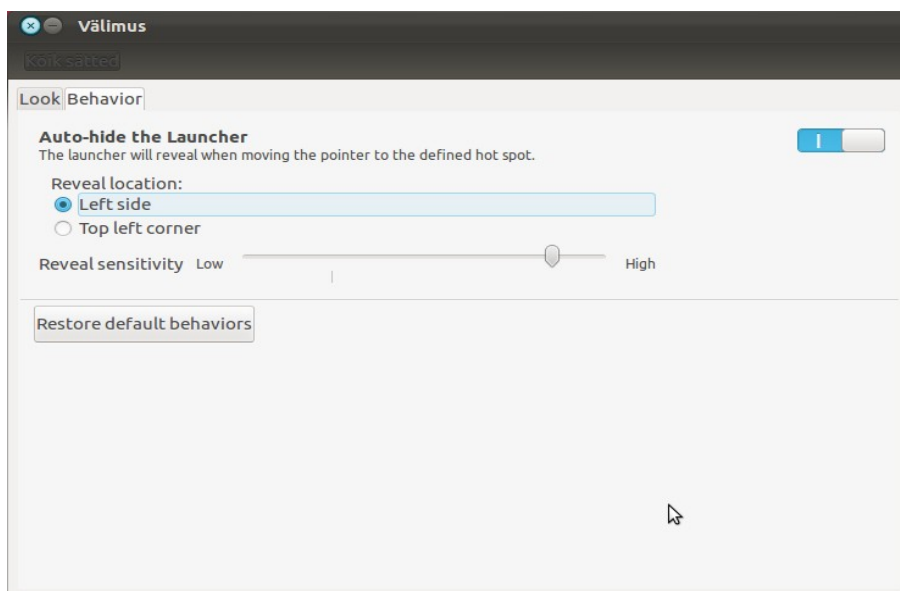 Välimus
Kõik sätted
Look Behavior
Auto-hide the Launcher
The launcher will reveal when moving the pointer to the defined hot spot.
Reveal location:
Left side
Top left corner
Reveal sensitivity Low High
Restore default behaviors